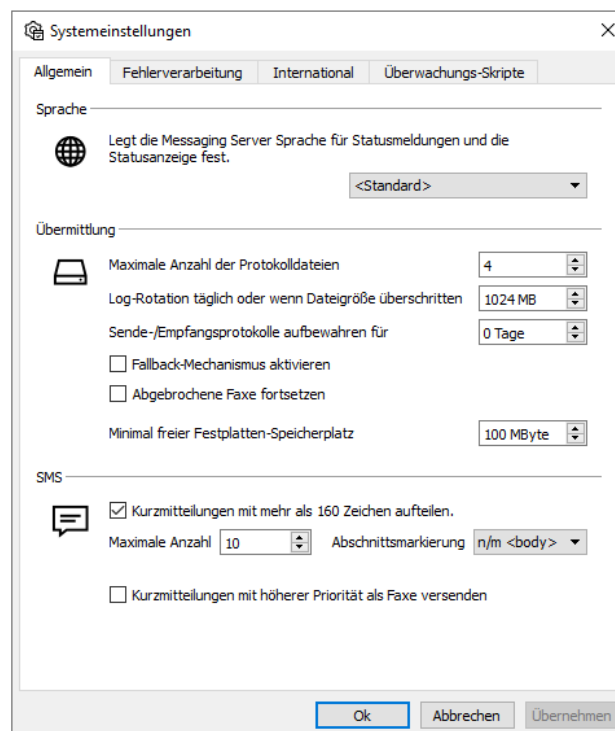 Systemeinstellungen
Allgemein Fehlerverarbeitung International Überwachungs-Skripte
Sprache
Legt die Messaging Server Sprache für Statusmeldungen und die
Statusanzeige fest.
<Standard>
Übermittlung
Maximale Anzahl der Protokolldateien 4
Log-Rotation täglich oder wenn Dateigröße überschritten 1024 MB
Sende-/Empfangsprotokolle aufbewahren für 0 Tage
Fallback-Mechanismus aktivieren
Abgebrochene Faxe fortsetzen
Minimal freier Festplatten-Speicherplatz 100 MByte
SMS
Kurzmitteilungen mit mehr als 160 Zeichen aufteilen.
Maximale Anzahl 10 Abschnittsmarkierung n/m <body>
Kurzmitteilungen mit höherer Priorität als Faxe versenden
Ok Abbrechen Übernehmen